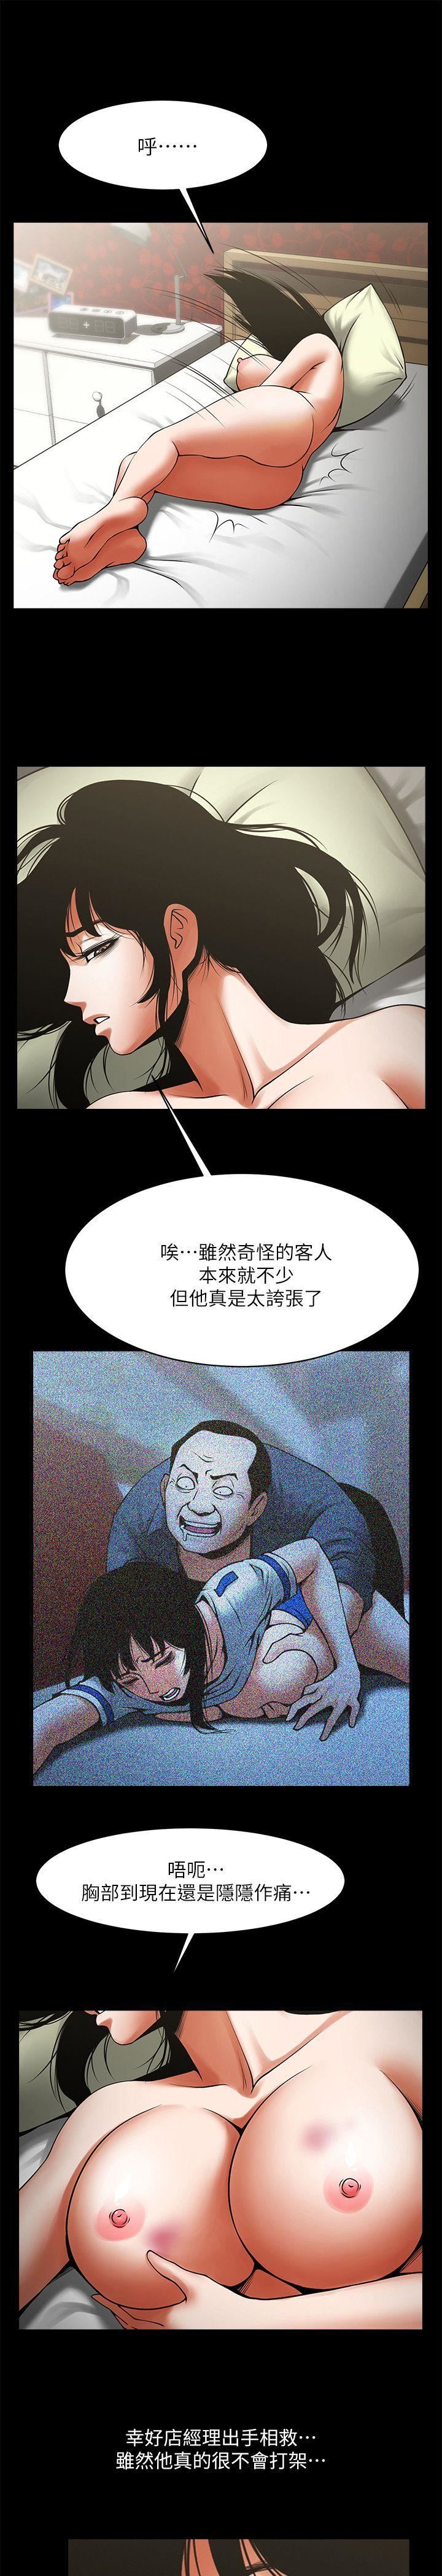 呼⋯⋯
唉⋯雖然奇怪的客人
本來就不少
但他真是太誇張了
唔呃⋯
胸部到現在還是隱隱作痛⋯
幸好店經理出手相救⋯
雖然他真的很不會打架⋯